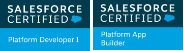 SALESFORCE
CERTIFIED
Platform Developer I
SALESFORCE
CERTIFIED
Platform App
Builder